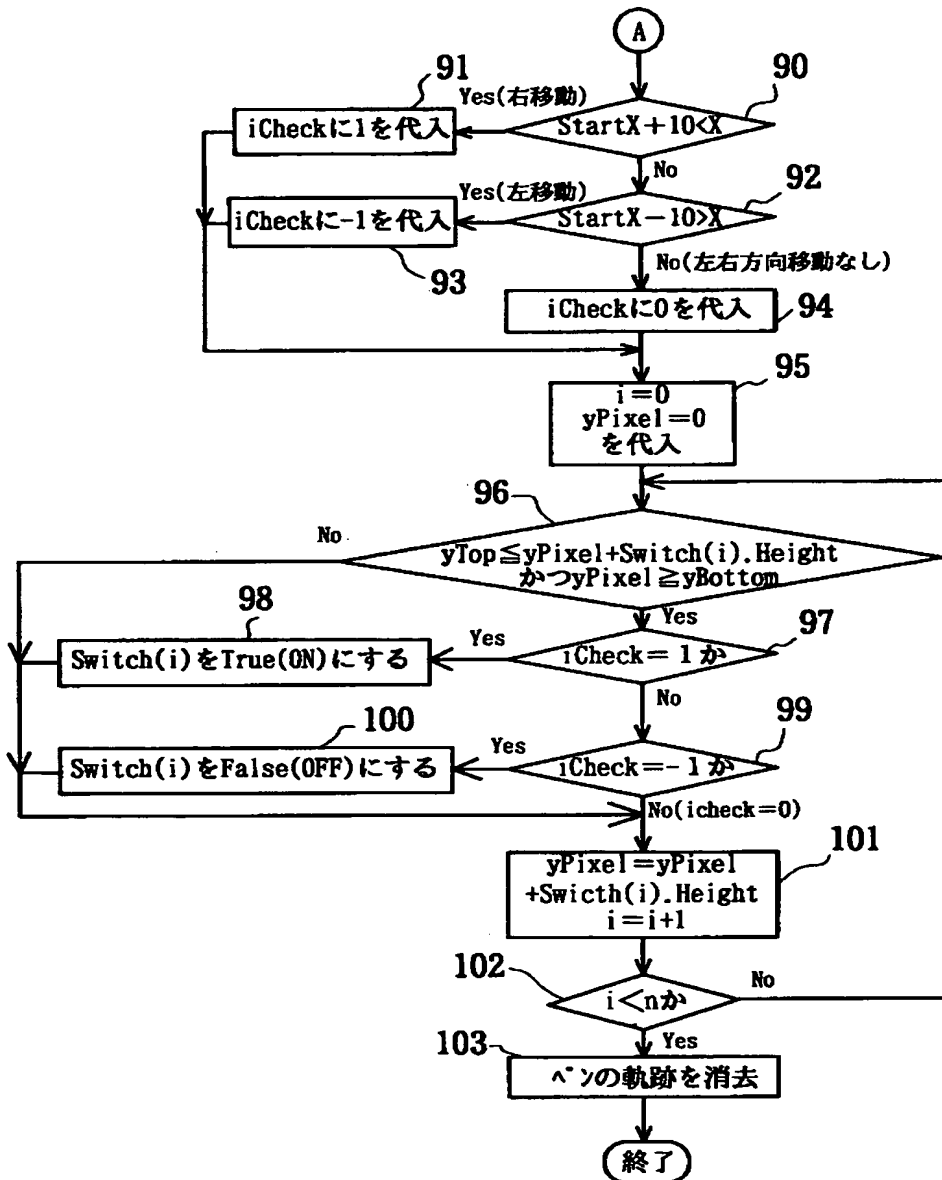 A
90
91
Yes(右移動)
StartX+10<X
iCheckに1を代入
No
92
Yes(左移動)
StartX−10>X
iCheckに-1を代入
93
No(左右方向移動なし)
iCheckに0を代入
94
95
i=0
yPixel=0
を代入
96
No
yTop≦yPixel+Switch(i).Height
かつyPixel≧yBottom
Yes
97
98
Yes
iCheck=1か
Switch(i)をTrue(ON)にする
No
100
99
Yes
iCheck=-1か
Switch(i)をFalse(OFF)にする
No(icheck=0)
101
yPixel=yPixel
+Swicth(i).Height
i=i+1
102
No
i<nか
Yes
103
ペンの軌跡を消去
終了